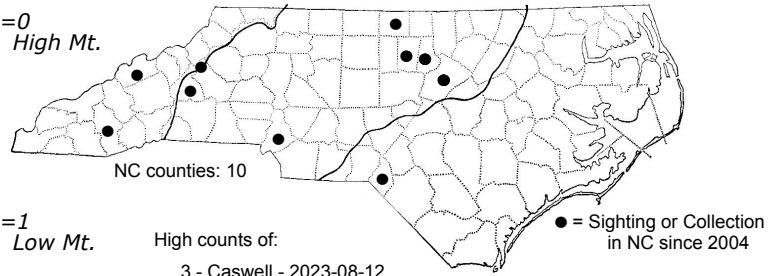 =0
High Mt.
NC counties: 10
=1
Low Mt.
High counts of:
3 - Caswell - 2023-08-12
● = Sighting or Collection
in NC since 2004